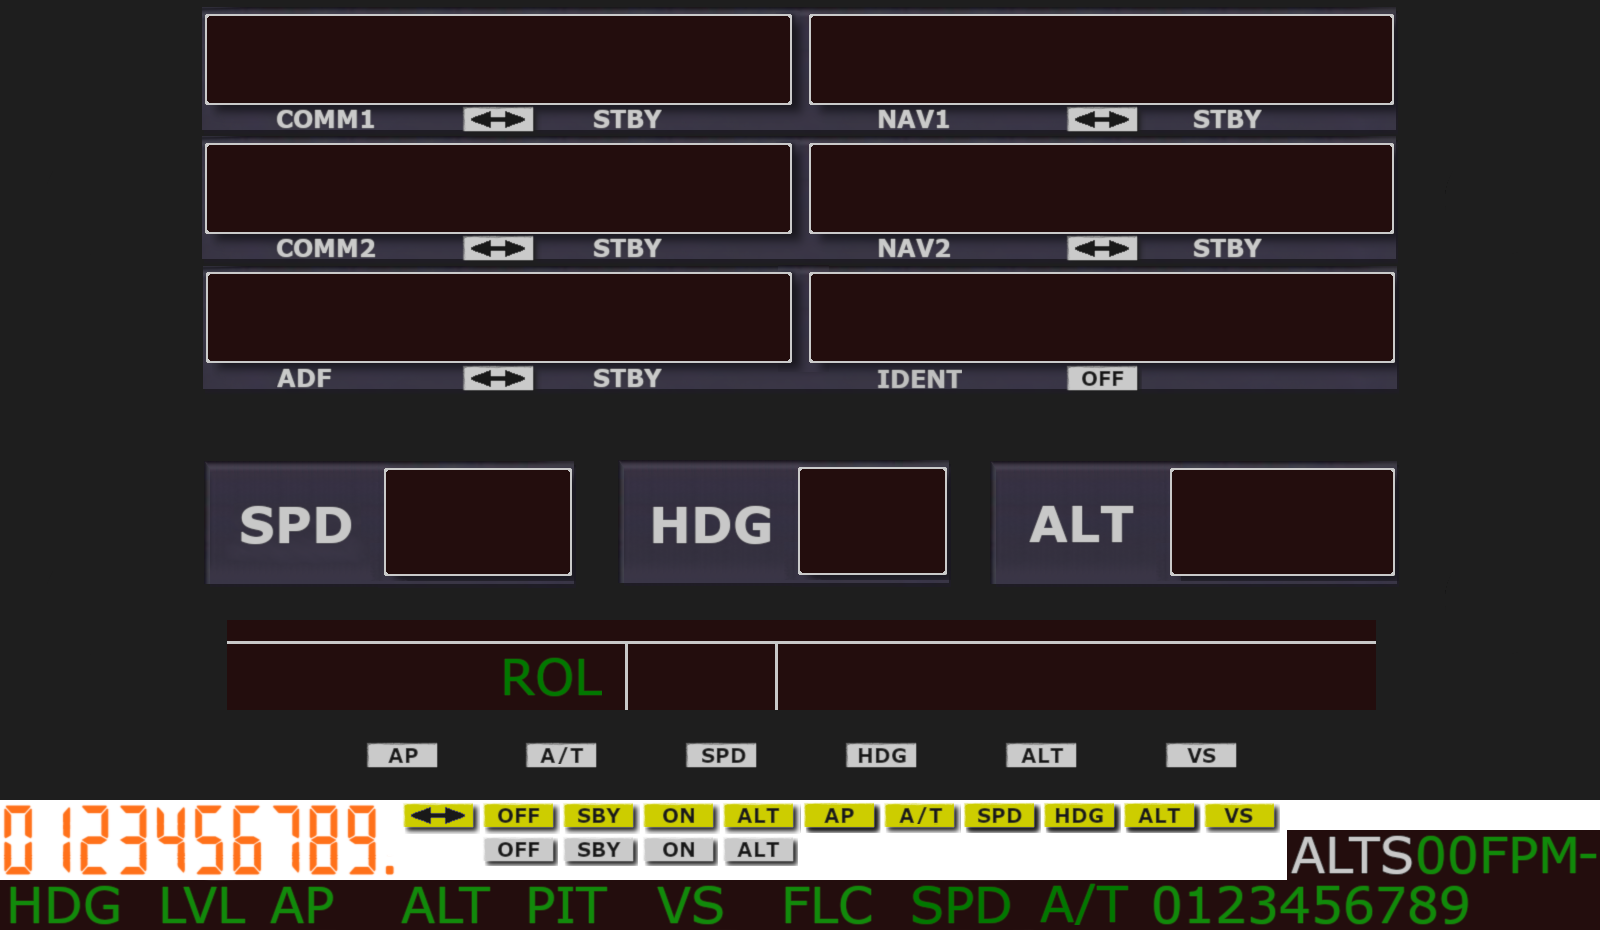 COMM1 STBY NAV1 STBY
COMM2 STBY NAV2 STBY
ADF STBY IDENT OFF
SPD HDG ALT
ROL
AP A/T SPD HDG ALT VS
0123456789. OFF SBY ON ALT AP A/T SPD HDG ALT VS
OFF SBY ON ALT
ALTS00FPM-
HDG LVL AP ALT PIT VS FLC SPD A/T 0123456789